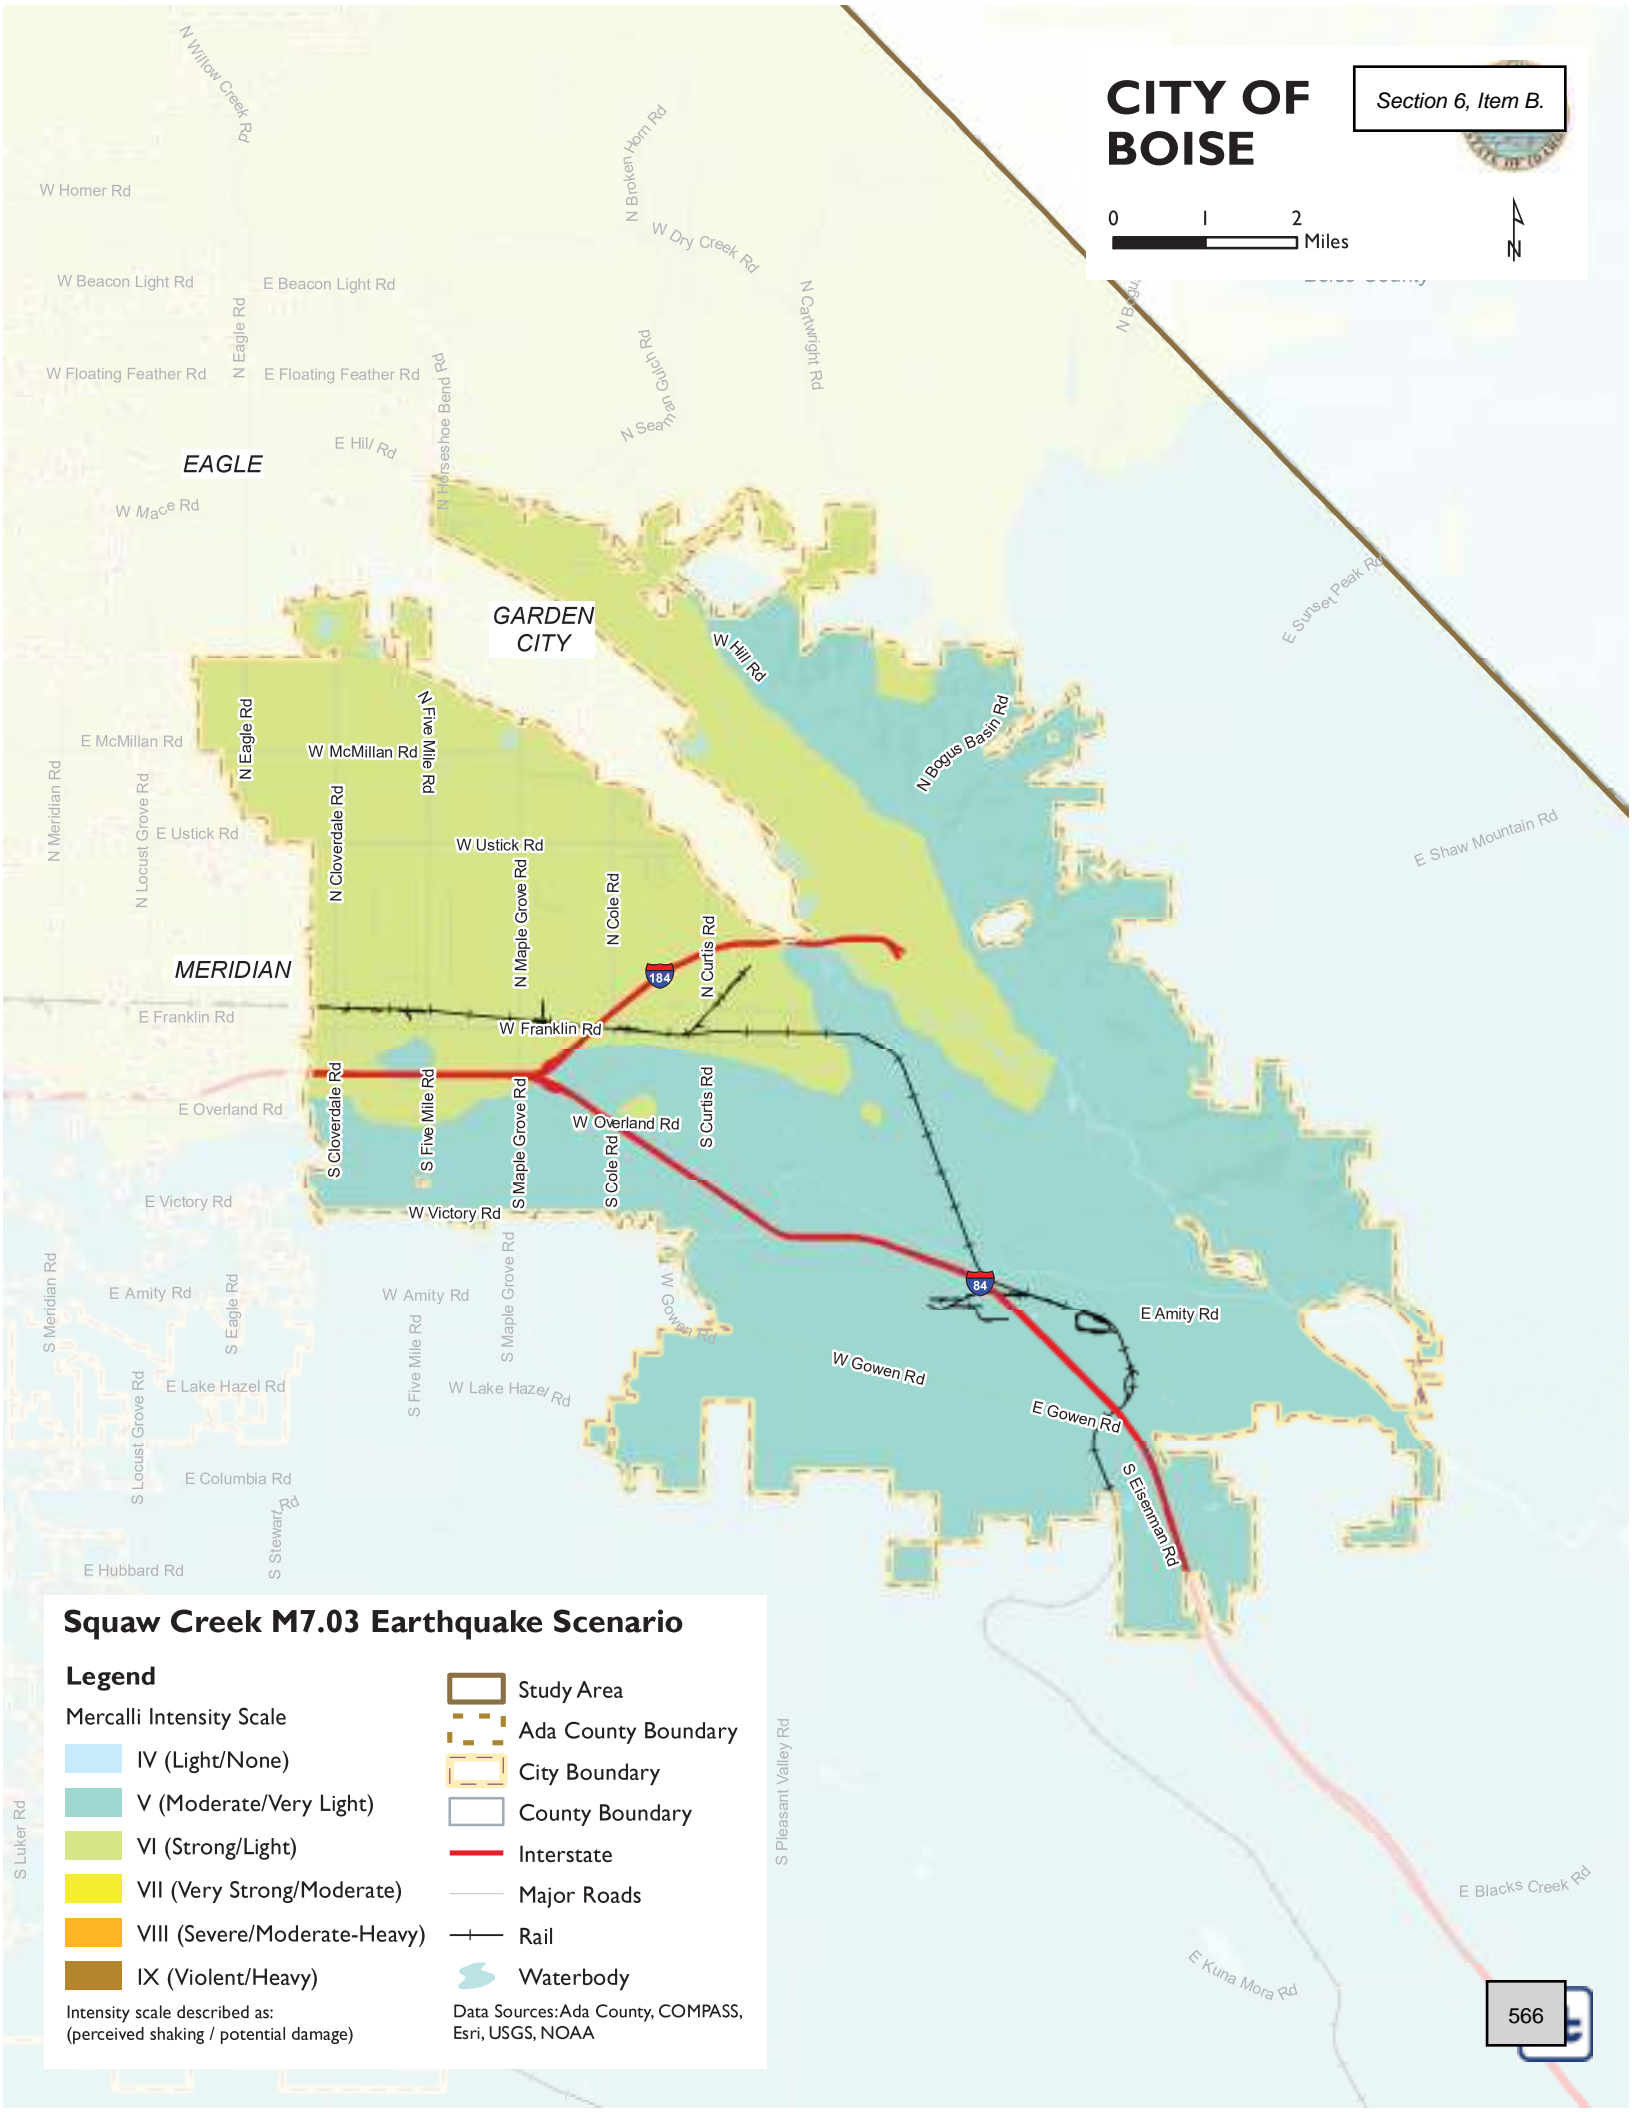 CITY OF
BOISE
Section 6, Item B.
STATE OF IDAHO
0 1 2
Miles
N
Boise County
N Willow Creek Rd
N Broken Horn Rd
W Homer Rd
W Dry Creek Rd
W Beacon Light Rd
E Beacon Light Rd
N Cartwright Rd
N Bogus
N Eagle Rd
W Floating Feather Rd
E Floating Feather Rd
N Horseshoe Bend Rd
N Seaman Gulch Rd
E Hill Rd
EAGLE
W Mace Rd
E Sunset Peak Rd
GARDEN
CITY
W Hill Rd
N Eagle Rd
N Five Mile Rd
N Bogus Basin Rd
E McMillan Rd
W McMillan Rd
N Meridian Rd
N Locust Grove Rd
E Ustick Rd
N Cloverdale Rd
W Ustick Rd
E Shaw Mountain Rd
N Maple Grove Rd
N Cole Rd
N Curtis Rd
MERIDIAN
184
E Franklin Rd
W Franklin Rd
E Overland Rd
S Cloverdale Rd
S Five Mile Rd
S Maple Grove Rd
W Overland Rd
S Cole Rd
S Curtis Rd
E Victory Rd
W Victory Rd
S Meridian Rd
E Amity Rd
S Eagle Rd
W Amity Rd
S Maple Grove Rd
W Gowen Rd
84
E Amity Rd
S Five Mile Rd
W Gowen Rd
E Lake Hazel Rd
W Lake Hazel Rd
S Locust Grove Rd
E Gowen Rd
E Columbia Rd
S Stewart Rd
S Eisenman Rd
E Hubbard Rd
Squaw Creek M7.03 Earthquake Scenario
Legend
Mercalli Intensity Scale
IV (Light/None)
V (Moderate/Very Light)
VI (Strong/Light)
VII (Very Strong/Moderate)
VIII (Severe/Moderate-Heavy)
IX (Violent/Heavy)
Intensity scale described as:
(perceived shaking / potential damage)
Study Area
Ada County Boundary
City Boundary
County Boundary
Interstate
Major Roads
Rail
Waterbody
Data Sources: Ada County, COMPASS,
Esri, USGS, NOAA
S Luker Rd
S Pleasant Valley Rd
E Blacks Creek Rd
E Kuna Mora Rd
566